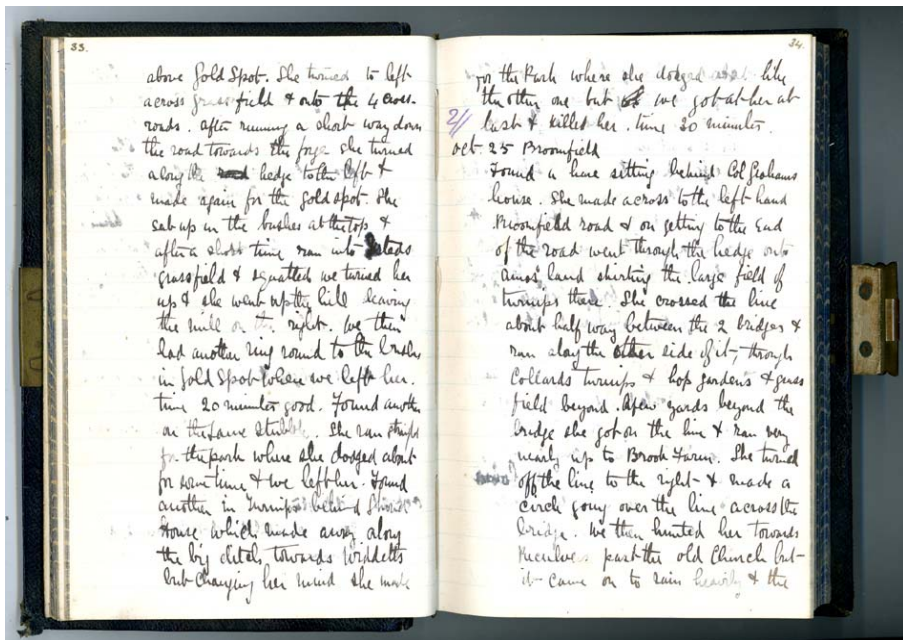 33.
above Gold Spot. She turned to left
across grass field & onto the 4 cross-
roads. After running a short way down
the road towards the forge she turned
along the hedge to the left &
made again for the Gold Spot. She
sat up in the bushes at the top &
after a short time ran into
grass field & squatted we turned her
up & she went up the hill leaving
the mill on the right. We then
had another ring round to the bushes
in Gold Spot where we left her.
time 20 minutes good. Found another
on the same stubble. She ran straight
for the park where she dodged about
for some time & we left her. Found
another in Turnips behind
House which made away along
the big ditch towards
but changing her mind she made
34.
for the Park where she dodged about like
the other one but we got at her at
last & killed her. time 30 minutes.
2/
Oct 25 Broomfield
Found a hare sitting behind Col Grahams
house. She made across to the left hand
Broomfield road & on getting to the End
of the road went through the hedge onto
land skirting the large field of
turnips there. She crossed the line
about half way between the 2 bridges &
ran along the other side of it, through
Collards turnips & hop gardens & grass
field beyond. A few yards beyond the
bridge she got on the line & ran very
nearly up to Brook Farm. She turned
off the line to the right & made a
circle going over the line across the
bridge. We then hunted her towards
past the old Church but
it came on to rain heavily & the